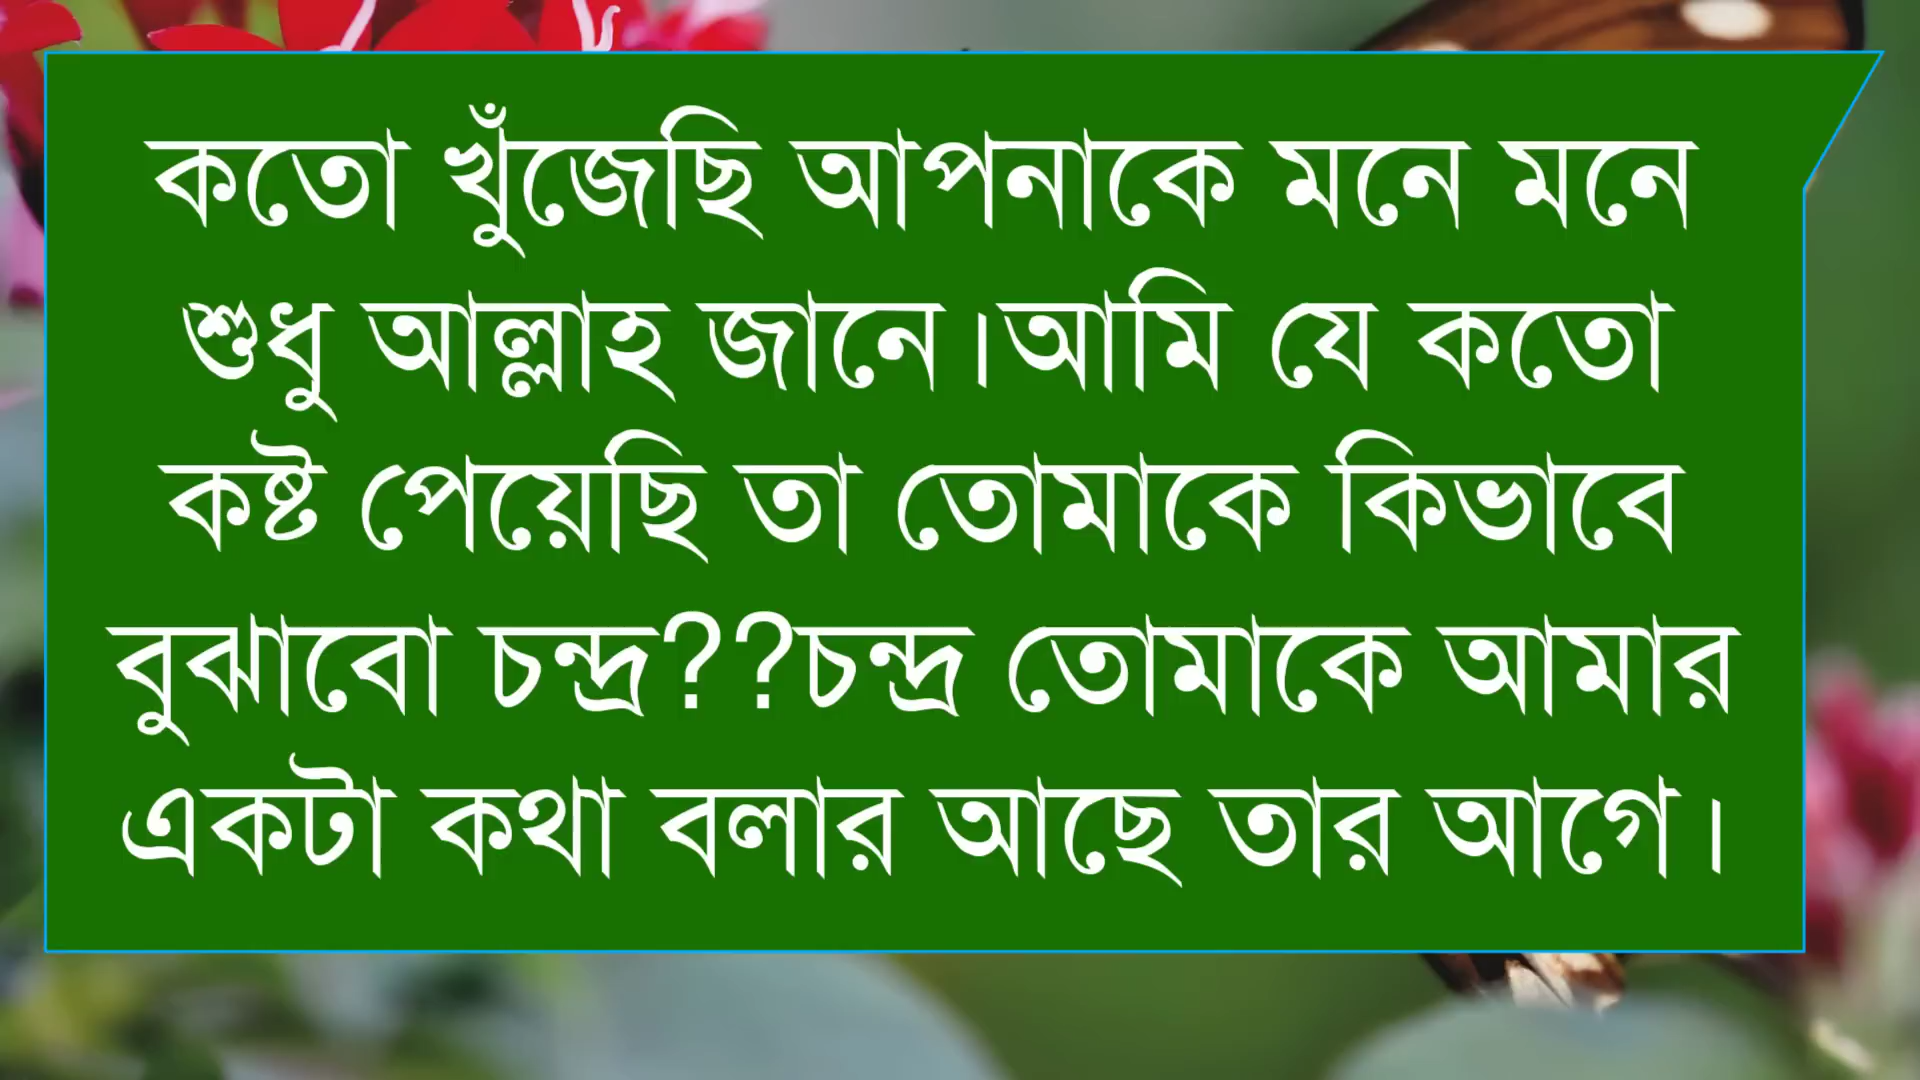 কতো খুঁজেছি আপনাকে মনে মনে
শুধু আল্লাহ জানে।আমি যে কতো
কষ্ট পেয়েছি তা তোমাকে কিভাবে
বুঝাবো চন্দ্র??চন্দ্র তোমাকে আমার
একটা কথা বলার আছে তার আগে।